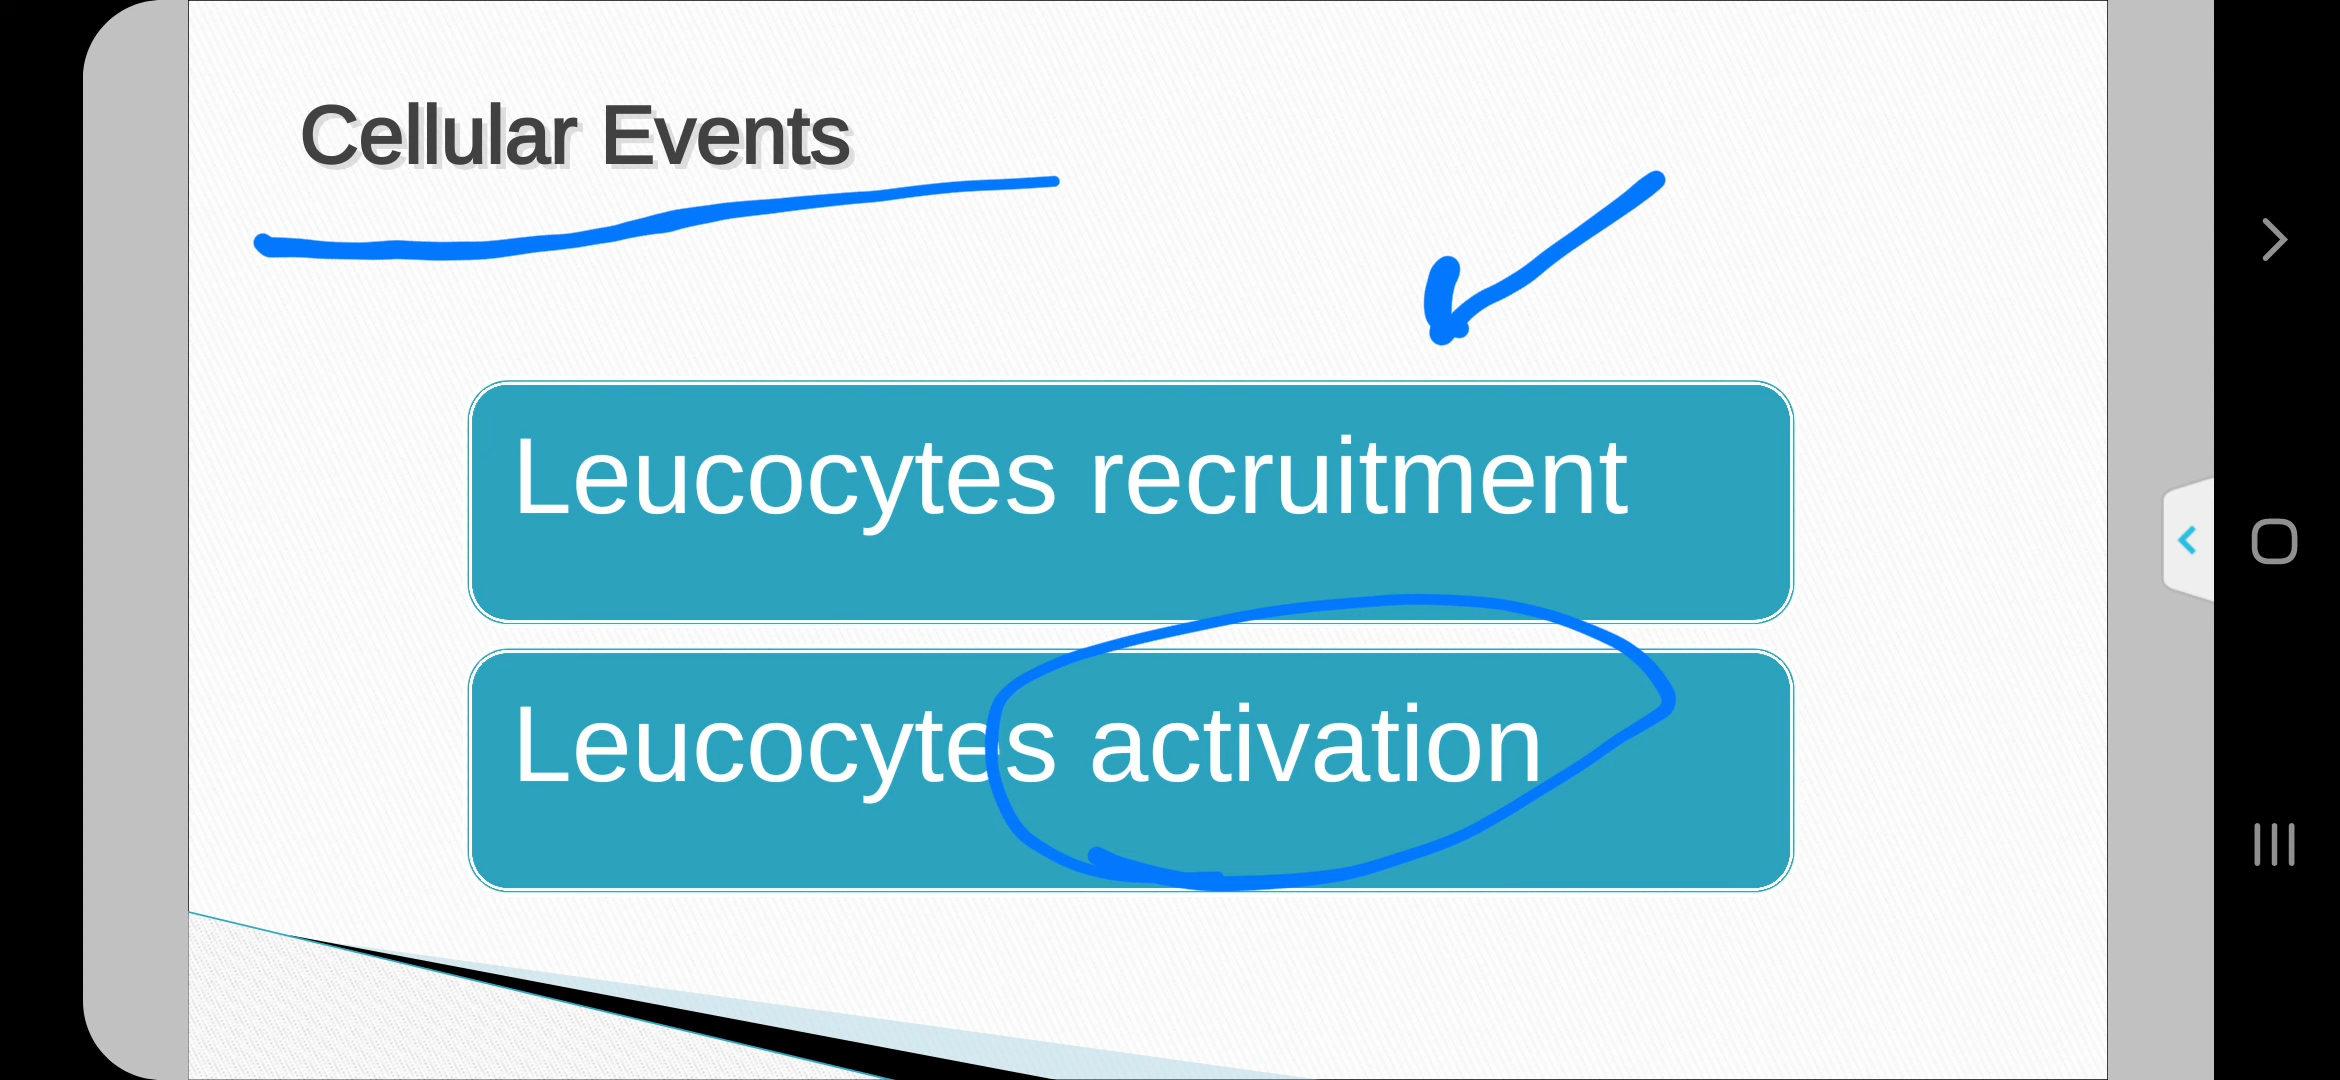 Cellular Events
Leucocytes recruitment
Leucocytes activation